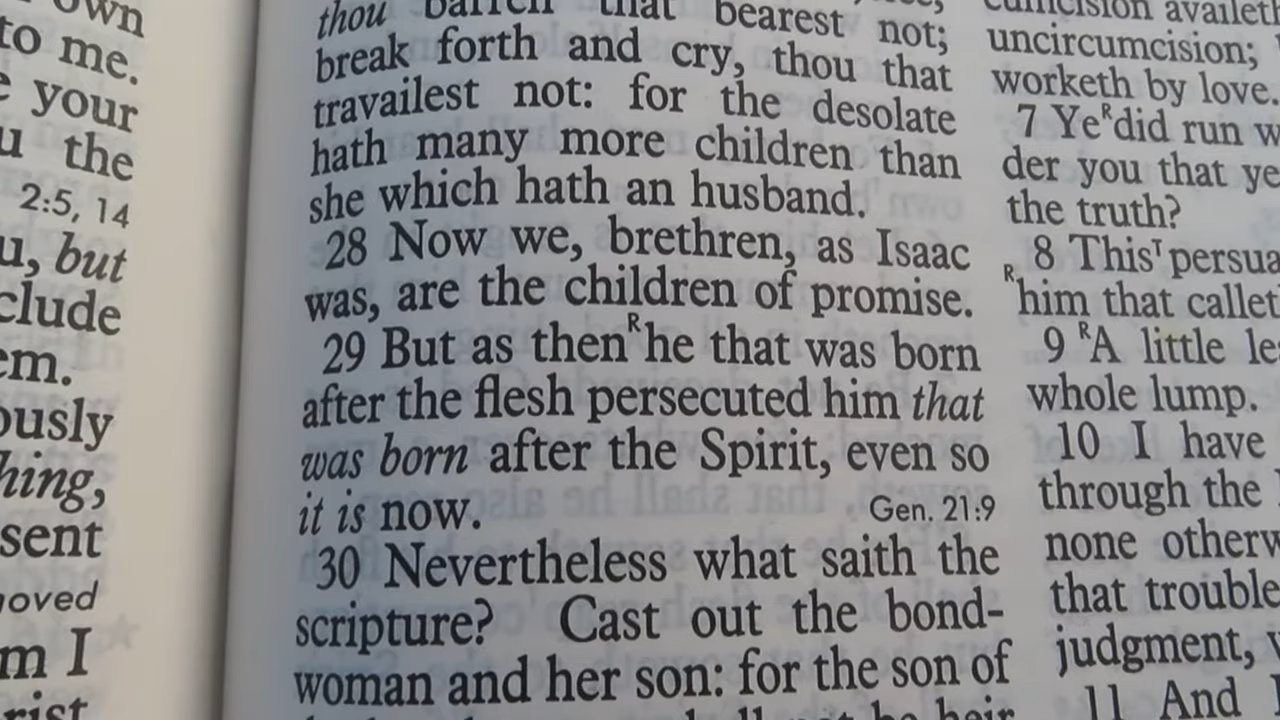 own
to me.
your
the
2:5, 14
but
em.
sent
m I
thou barren that bearest not;
break forth and cry, thou that
travailest not: for the desolate
hath many more children than
she which hath an husband.
28 Now we, brethren, as Isaac
was, are the children of promise.
29 But as then R he that was born
after the flesh persecuted him that
was born after the Spirit, even so
it is now. Gen. 21:9
30 Nevertheless what saith the
scripture? Cast out the bond-
woman and her son: for the son of
uncircumcision;
worketh by love.
7 Ye R did run w
der you that ye
the truth?
8 This T persua
R him that callet
9 R A little le
whole lump.
10 I have
through the
none otherw
that trouble
judgment,
11 And